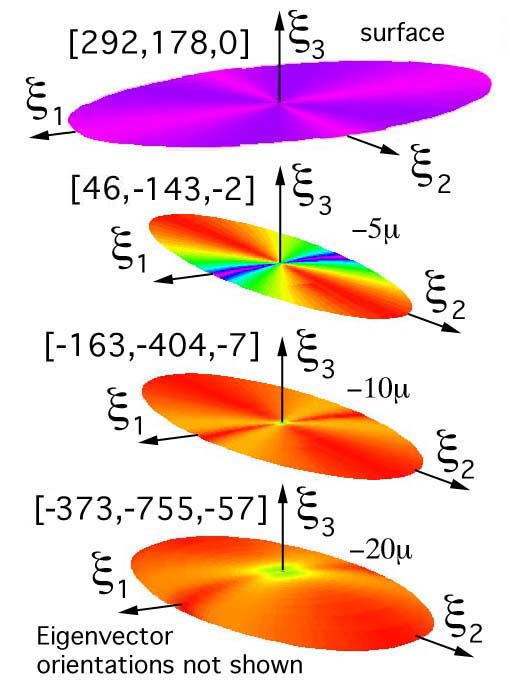 [292,178,0]
ξ3
surface
ξ1
ξ2
[46,-143,-2]
ξ3
-5μ
ξ1
ξ2
[-163,-404,-7]
ξ3
-10μ
ξ1
ξ2
[-373,-755,-57]
ξ3
-20μ
ξ1
ξ2
Eigenvector
orientations not shown